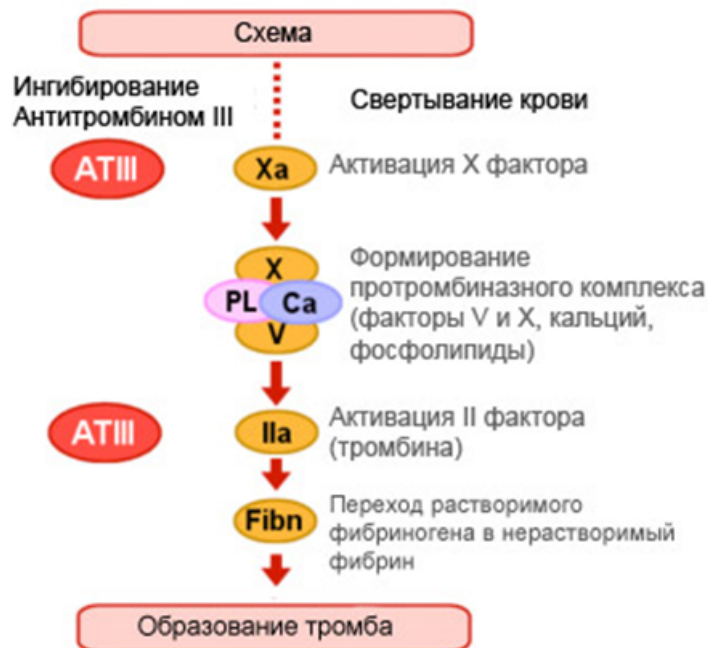 Схема
Ингибирование
Антитромбином III
Свертывание крови
ATIII
Xa
Активация X фактора
X
PL
Ca
V
Формирование
протромбиназного комплекса
(факторы V и X, кальций,
фосфолипиды)
ATIII
IIa
Активация II фактора
(тромбина)
Fibn
Переход растворимого
фибриногена в нерастворимый
фибрин
Образование тромба